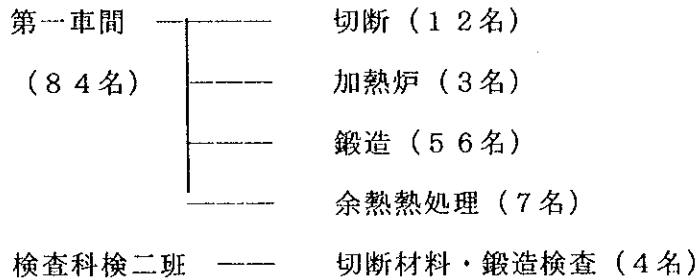 第一車間 切断（１２名）
（８４名） 加熱炉（３名）
鍛造（５６名）
余熱熱処理（７名）
検査科検二班 —— 切断材料・鍛造検査（４名）